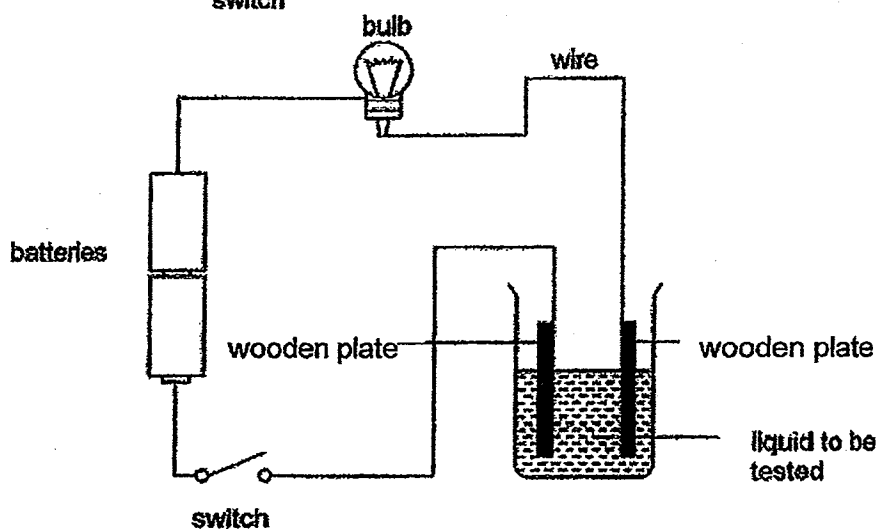 switch
bulb
wire
batteries
wooden plate
wooden plate
liquid to be
tested
switch